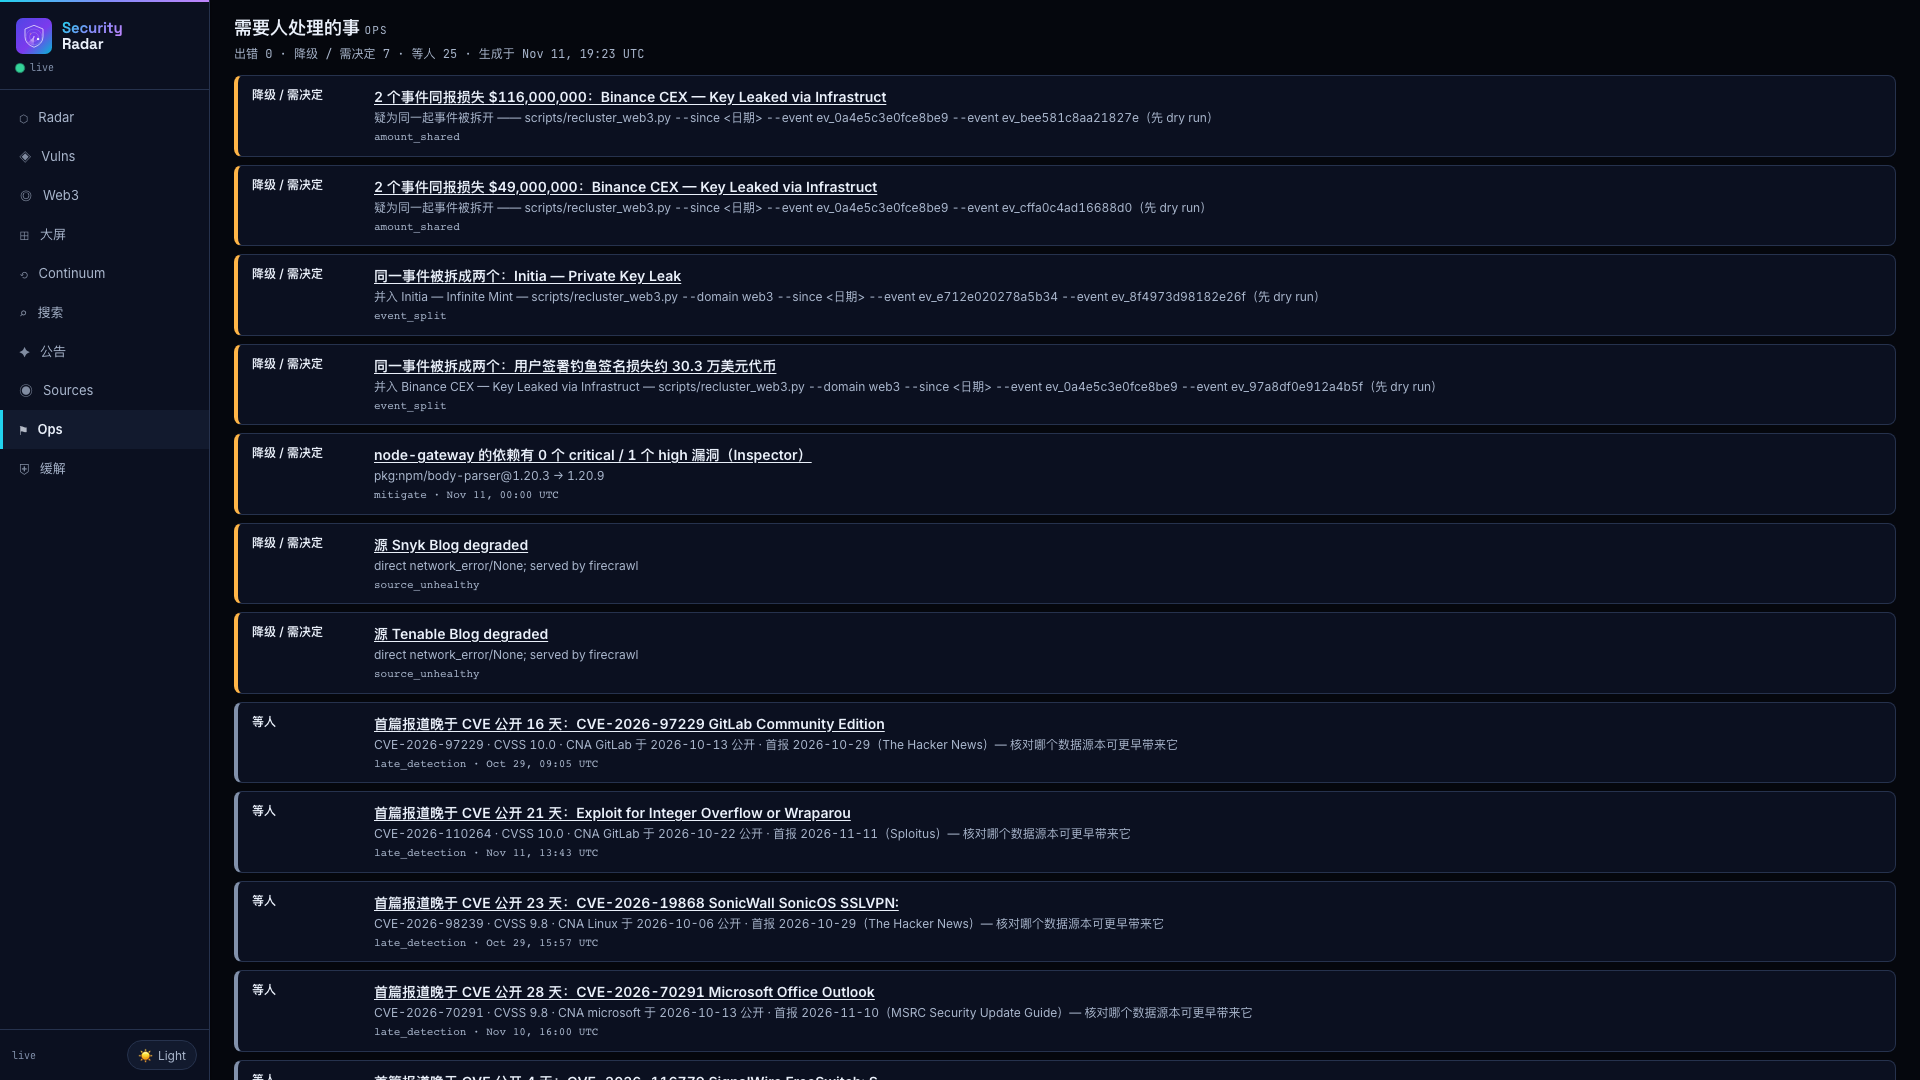 Security
Radar
live
Radar
Vulns
Web3
大屏
Continuum
搜索
公告
Sources
Ops
缓解
live
Light
需要人处理的事 OPS
出错 0 · 降级 / 需决定 7 · 等人 25 · 生成于 Nov 11, 19:23 UTC
降级 / 需决定
2 个事件同报损失 $116,000,000：Binance CEX — Key Leaked via Infrastruct
疑为同一起事件被拆开 —— scripts/recluster_web3.py --since <日期> --event ev_0a4e5c3e0fce8be9 --event ev_bee581c8aa21827e（先 dry run）
amount_shared
降级 / 需决定
2 个事件同报损失 $49,000,000：Binance CEX — Key Leaked via Infrastruct
疑为同一起事件被拆开 —— scripts/recluster_web3.py --since <日期> --event ev_0a4e5c3e0fce8be9 --event ev_cffa0c4ad16688d0（先 dry run）
amount_shared
降级 / 需决定
同一事件被拆成两个：Initia — Private Key Leak
并入 Initia — Infinite Mint — scripts/recluster_web3.py --domain web3 --since <日期> --event ev_e712e020278a5b34 --event ev_8f4973d98182e26f（先 dry run）
event_split
降级 / 需决定
同一事件被拆成两个：用户签署钓鱼签名损失约 30.3 万美元代币
并入 Binance CEX — Key Leaked via Infrastruct — scripts/recluster_web3.py --domain web3 --since <日期> --event ev_0a4e5c3e0fce8be9 --event ev_97a8df0e912a4b5f（先 dry run）
event_split
降级 / 需决定
node-gateway 的依赖有 0 个 critical / 1 个 high 漏洞（Inspector）
pkg:npm/body-parser@1.20.3 → 1.20.9
mitigate · Nov 11, 00:00 UTC
降级 / 需决定
源 Snyk Blog degraded
direct network_error/None; served by firecrawl
source_unhealthy
降级 / 需决定
源 Tenable Blog degraded
direct network_error/None; served by firecrawl
source_unhealthy
等人
首篇报道晚于 CVE 公开 16 天：CVE-2026-97229 GitLab Community Edition
CVE-2026-97229 · CVSS 10.0 · CNA GitLab 于 2026-10-13 公开 · 首报 2026-10-29（The Hacker News）— 核对哪个数据源本可更早带来它
late_detection · Oct 29, 09:05 UTC
等人
首篇报道晚于 CVE 公开 21 天：Exploit for Integer Overflow or Wraparou
CVE-2026-110264 · CVSS 10.0 · CNA GitLab 于 2026-10-22 公开 · 首报 2026-11-11（Sploitus）— 核对哪个数据源本可更早带来它
late_detection · Nov 11, 13:43 UTC
等人
首篇报道晚于 CVE 公开 23 天：CVE-2026-19868 SonicWall SonicOS SSLVPN:
CVE-2026-98239 · CVSS 9.8 · CNA Linux 于 2026-10-06 公开 · 首报 2026-10-29（The Hacker News）— 核对哪个数据源本可更早带来它
late_detection · Oct 29, 15:57 UTC
等人
首篇报道晚于 CVE 公开 28 天：CVE-2026-70291 Microsoft Office Outlook
CVE-2026-70291 · CVSS 9.8 · CNA microsoft 于 2026-10-13 公开 · 首报 2026-11-10（MSRC Security Update Guide）— 核对哪个数据源本可更早带来它
late_detection · Nov 10, 16:00 UTC
等人
首篇报道晚于 CVE 公开 4 天：